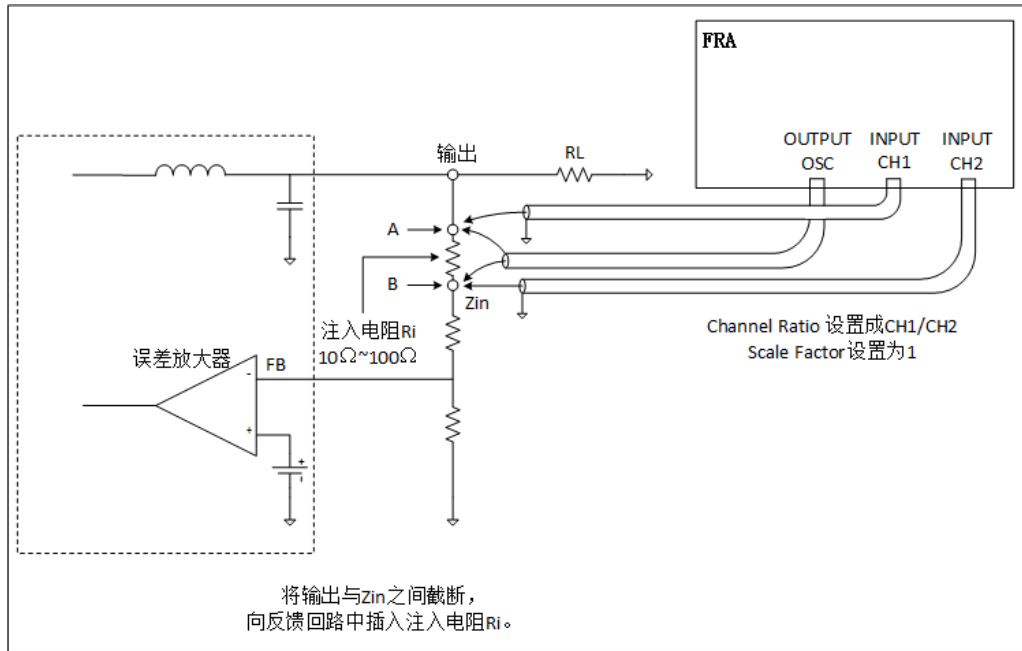 FRA
OUTPUT OSC
INPUT CH1
INPUT CH2
输出
RL
A
B
Zin
注入电阻Ri
10Ω~100Ω
Channel Ratio 设置成CH1/CH2
Scale Factor设置为1
误差放大器
FB
-
+
+
-
将输出与Zin之间截断，
向反馈回路中插入注入电阻Ri。